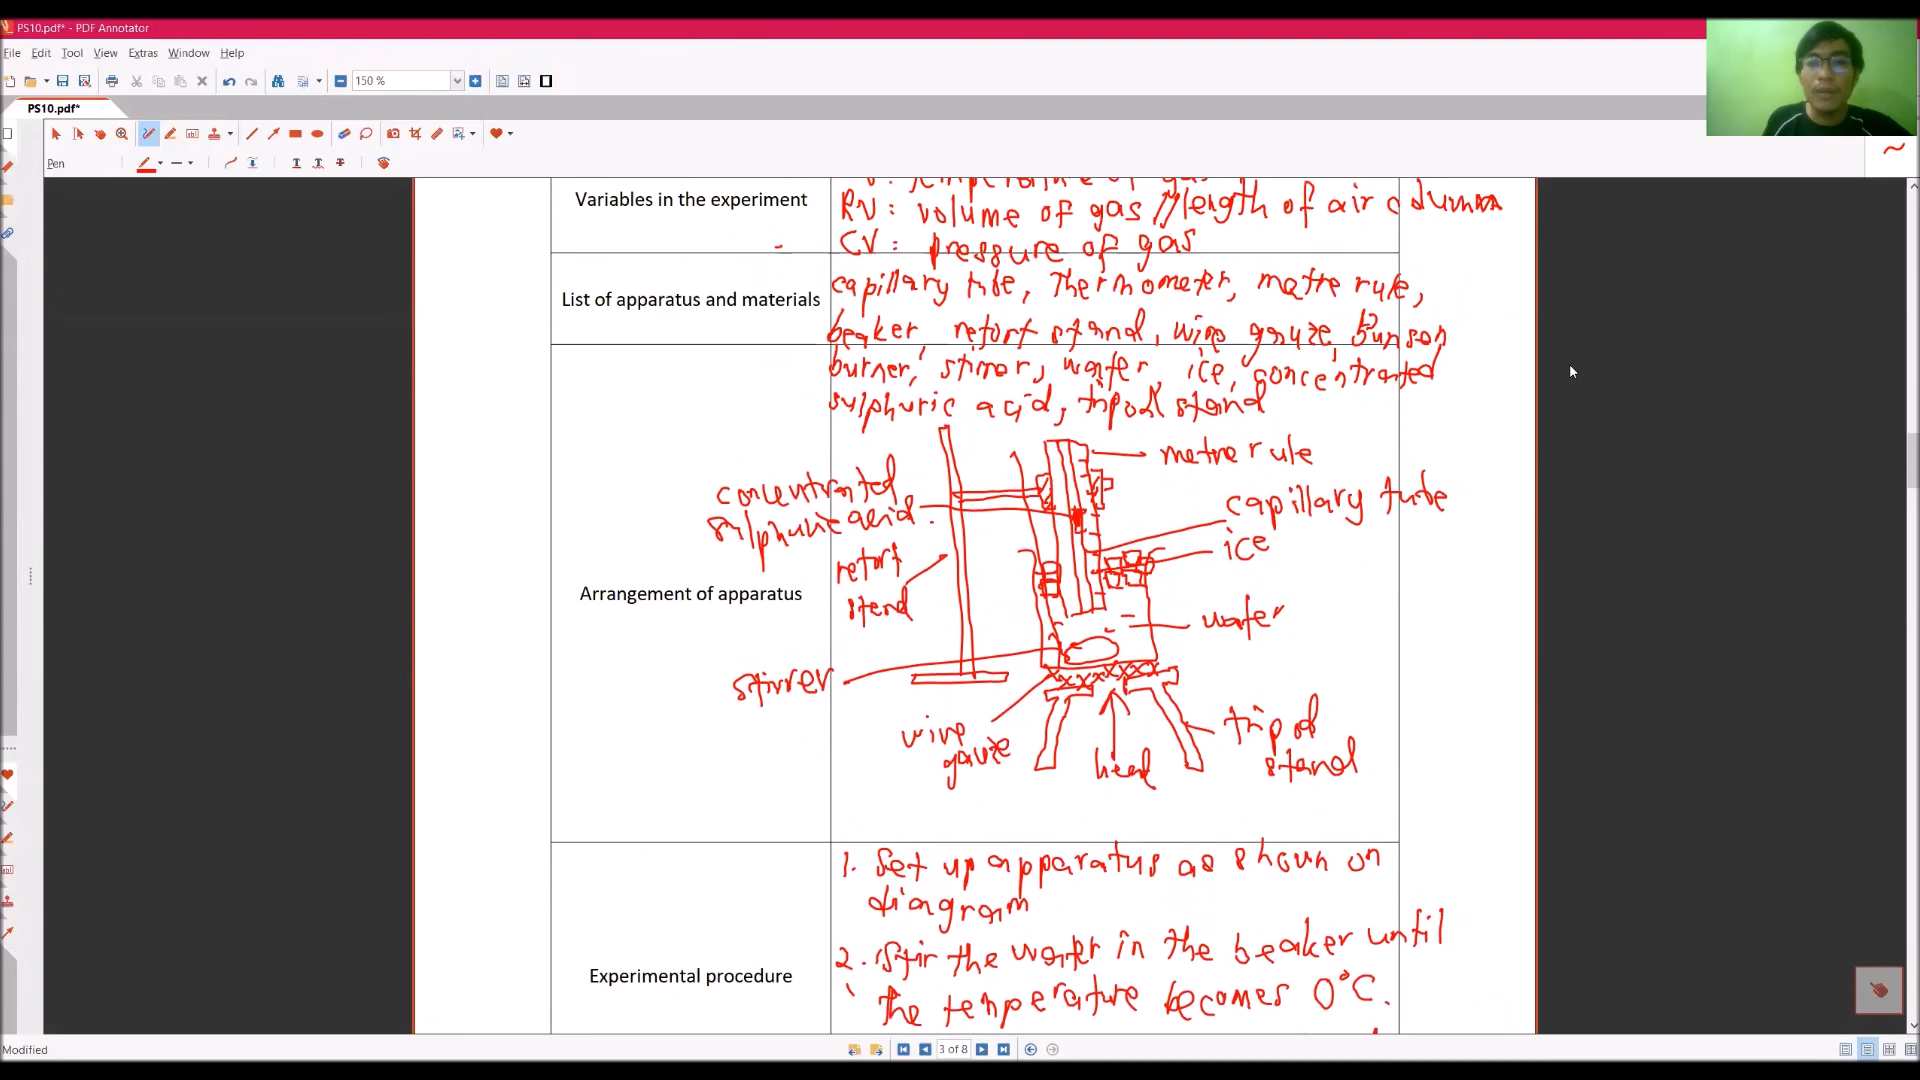 PS10.pdf* - PDF Annotator
File Edit Tool View Extras Window Help
150 %
PS10.pdf*
Pen
Variables in the experiment
RV : volume of gas // length of air column
CV : pressure of gas
List of apparatus and materials
capillary tube, Thermometer, metre rule,
beaker, retort stand, wire gauze, bunsen
burner, stirrer, water, ice, concentrated
sulphuric acid, tripod stand
Arrangement of apparatus
metre rule
concentrated
sulphuric acid.
capillary tube
ice
retort
stand
water
stirrer
wire
gauze
heat
tripod
stand
Experimental procedure
1. Set up apparatus as shown on
diagram
2. Stir the water in the beaker until
the temperature becomes 0°C.
Modified
3 of 8